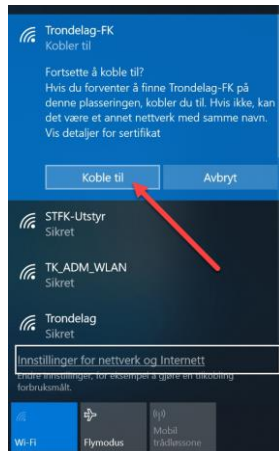 Trondelag-FK
Kobler til
Fortsette å koble til?
Hvis du forventer å finne Trondelag-FK på
denne plasseringen, kobler du til. Hvis ikke, kan
det være et annet nettverk med samme navn.
Vis detaljer for sertifikat
Koble til
Avbryt
STFK-Utstyr
Sikret
TK_ADM_WLAN
Sikret
Trondelag
Sikret
Innstillinger for nettverk og Internett
Endre innstillinger, for eksempel å gjøre en tilkobling
forbruksmålt.
Wi-Fi
Flymodus
Mobil
trådløssone